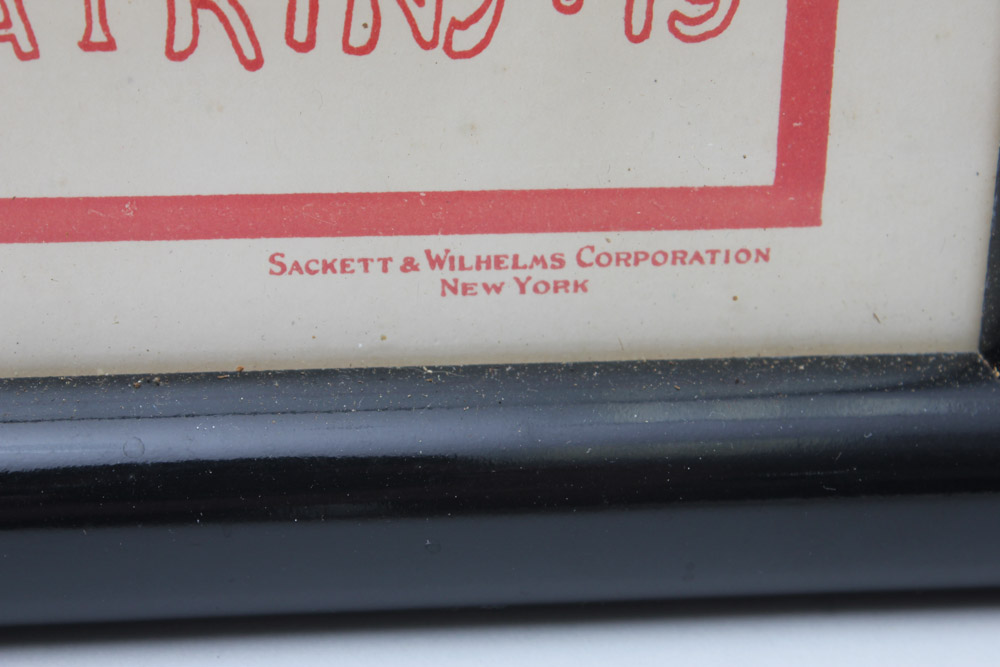 SACKETT & WILHELMS CORPORATION
NEW YORK